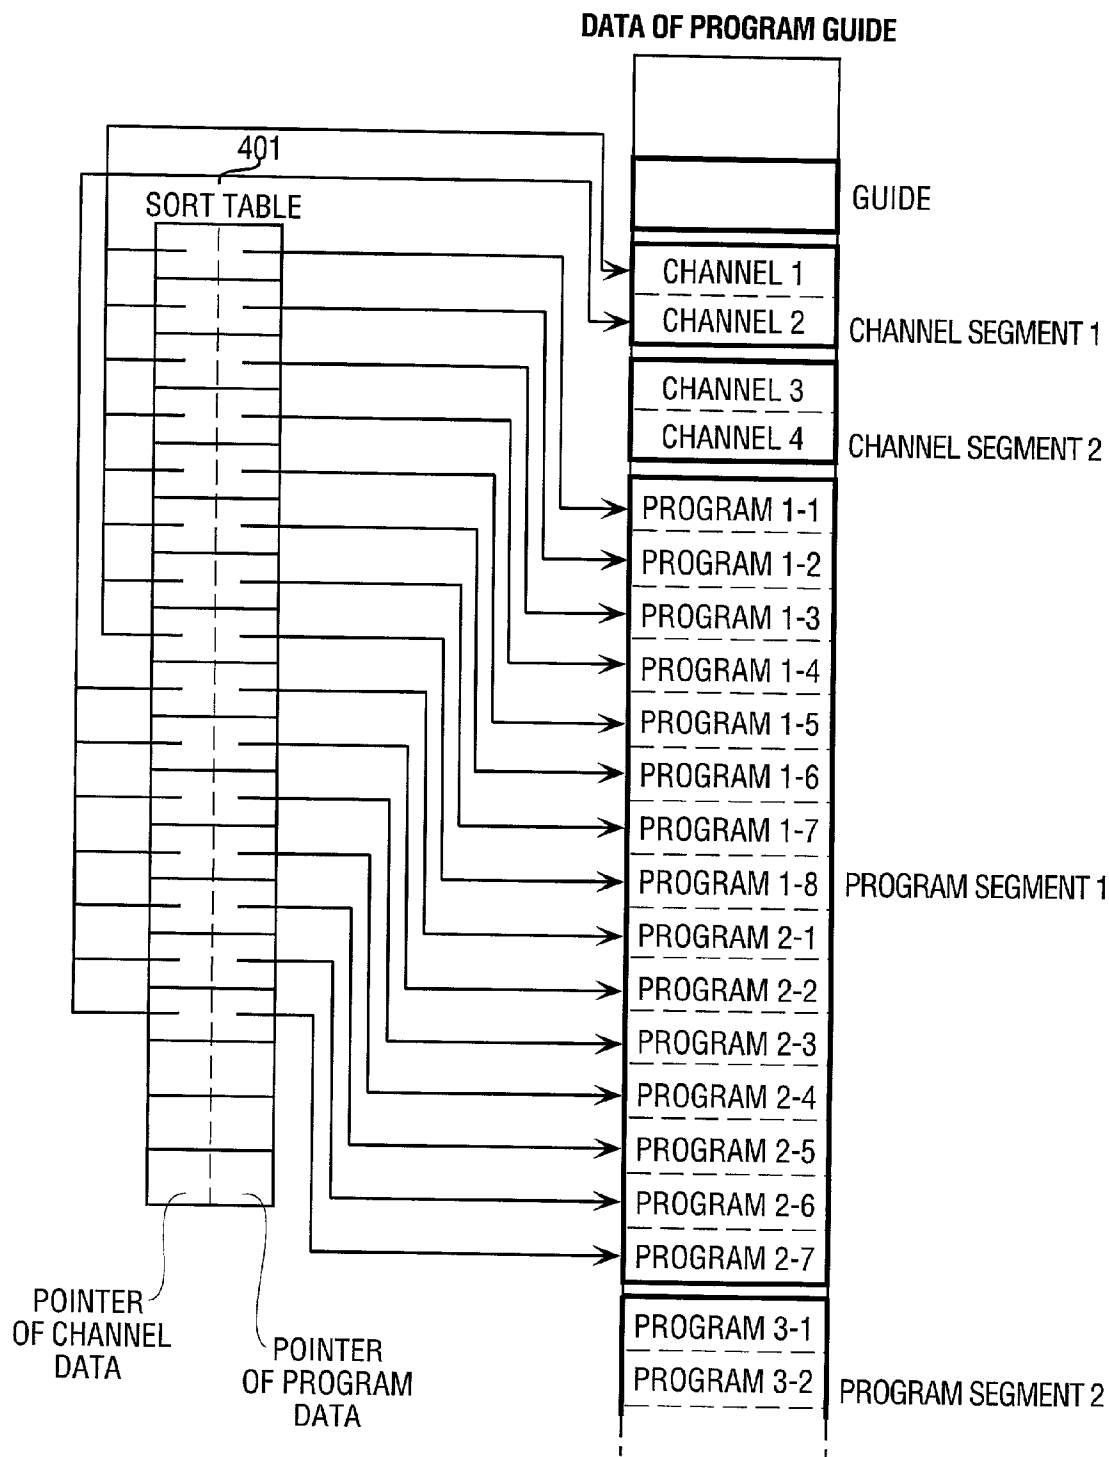 DATA OF PROGRAM GUIDE
401
SORT TABLE
GUIDE
CHANNEL 1
CHANNEL 2
CHANNEL SEGMENT 1
CHANNEL 3
CHANNEL 4
CHANNEL SEGMENT 2
PROGRAM 1-1
PROGRAM 1-2
PROGRAM 1-3
PROGRAM 1-4
PROGRAM 1-5
PROGRAM 1-6
PROGRAM 1-7
PROGRAM 1-8
PROGRAM SEGMENT 1
PROGRAM 2-1
PROGRAM 2-2
PROGRAM 2-3
PROGRAM 2-4
PROGRAM 2-5
PROGRAM 2-6
PROGRAM 2-7
POINTER
OF CHANNEL
DATA
POINTER
OF PROGRAM
DATA
PROGRAM 3-1
PROGRAM 3-2
PROGRAM SEGMENT 2